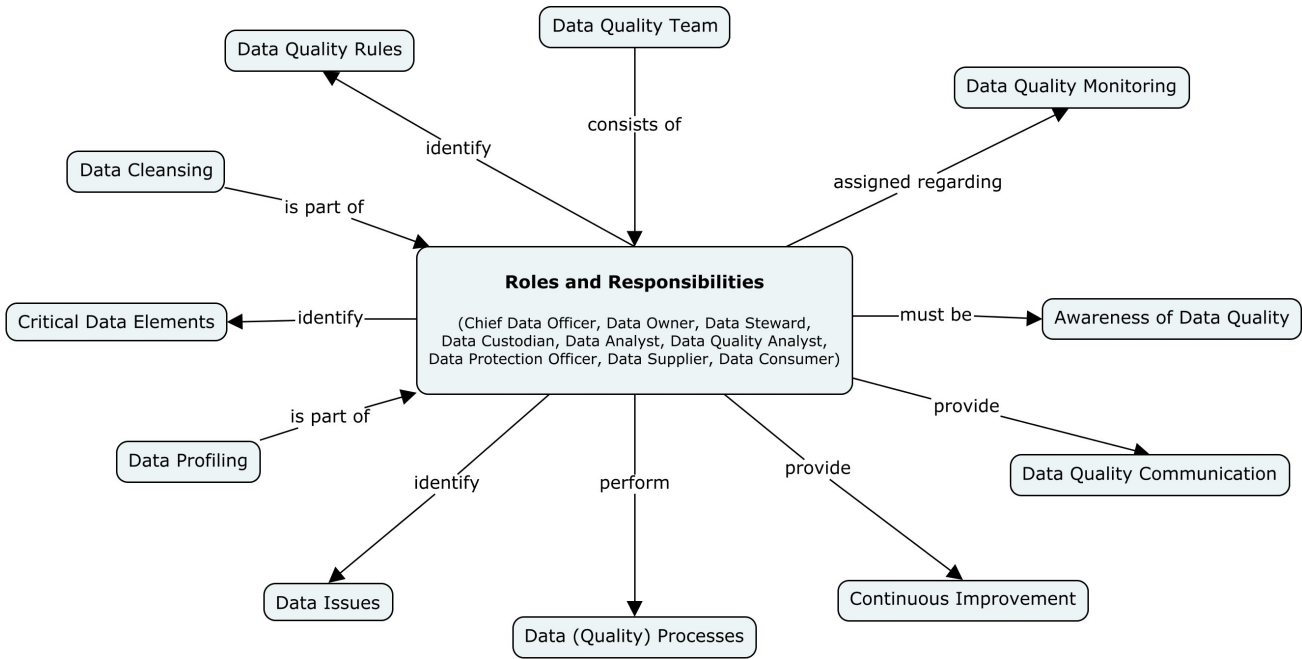 Data Quality Team
Data Quality Rules
Data Quality Monitoring
consists of
identify
Data Cleansing
assigned regarding
is part of
Roles and Responsibilities
(Chief Data Officer, Data Owner, Data Steward,
Data Custodian, Data Analyst, Data Quality Analyst,
Data Protection Officer, Data Supplier, Data Consumer)
Critical Data Elements
identify
must be
Awareness of Data Quality
is part of
provide
Data Profiling
Data Quality Communication
identify
perform
provide
Data Issues
Continuous Improvement
Data (Quality) Processes